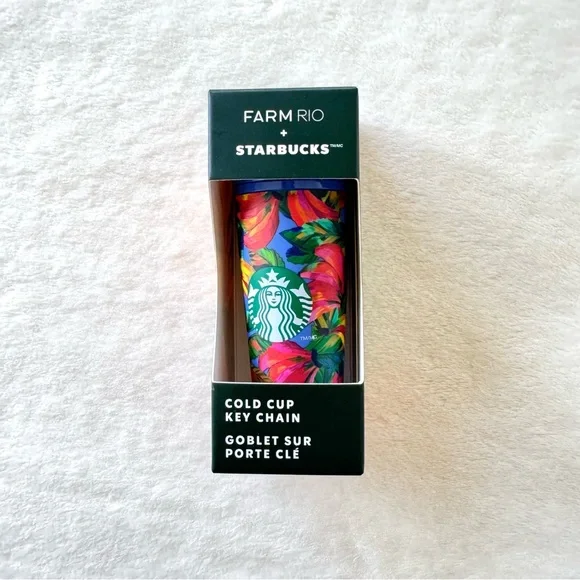 FARM RIO
+
STARBUCKS™/MC
TM/MC
COLD CUP
KEY CHAIN
GOBLET SUR
PORTE CLÉ